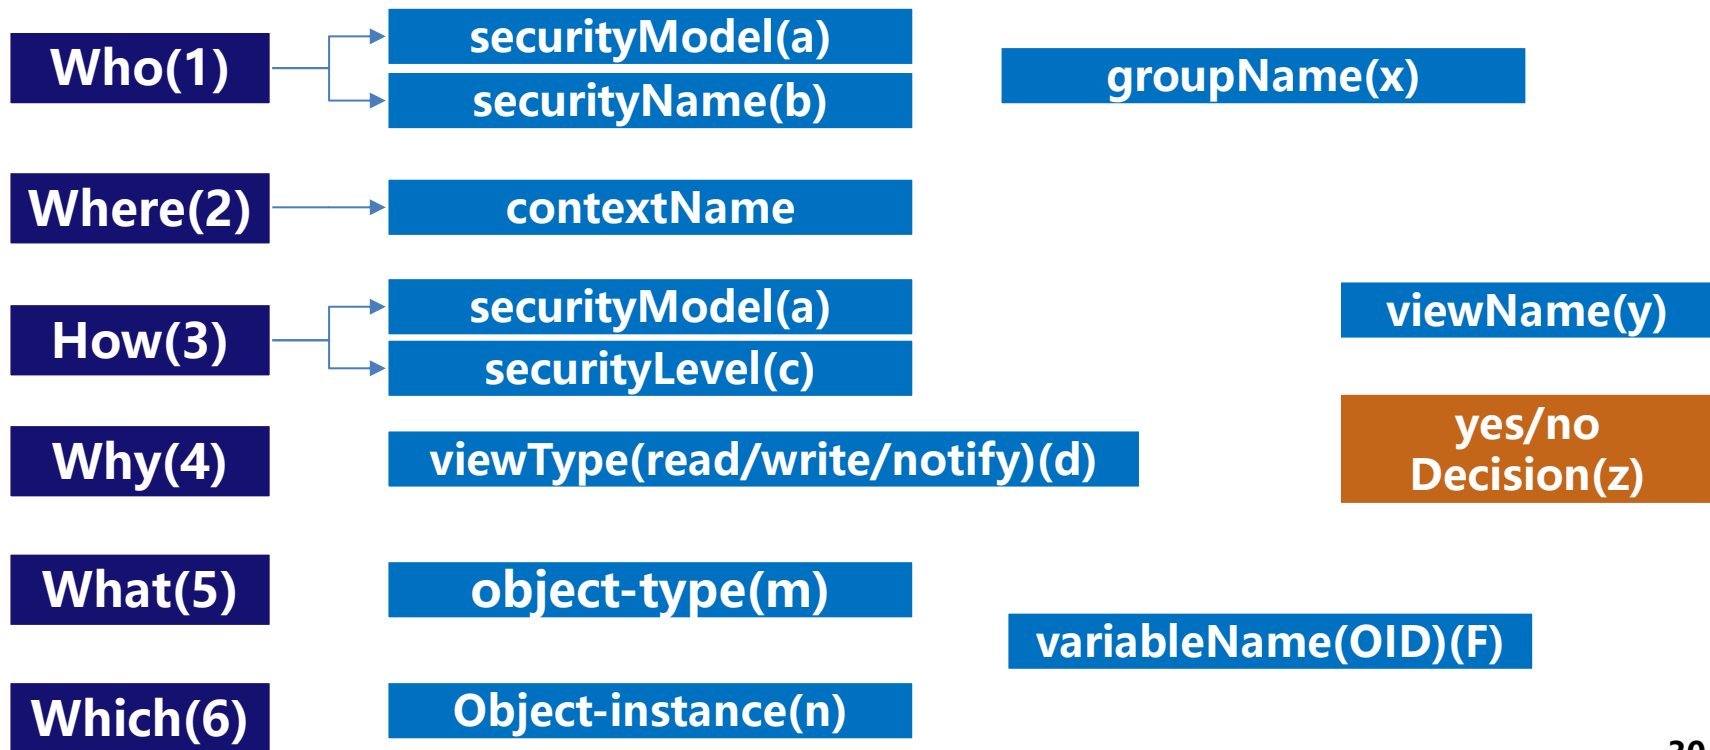 Who(1)
securityModel(a)
securityName(b)
groupName(x)
Where(2)
contextName
How(3)
securityModel(a)
securityLevel(c)
viewName(y)
Why(4)
viewType(read/write/notify)(d)
yes/no
Decision(z)
What(5)
object-type(m)
variableName(OID)(F)
Which(6)
Object-instance(n)